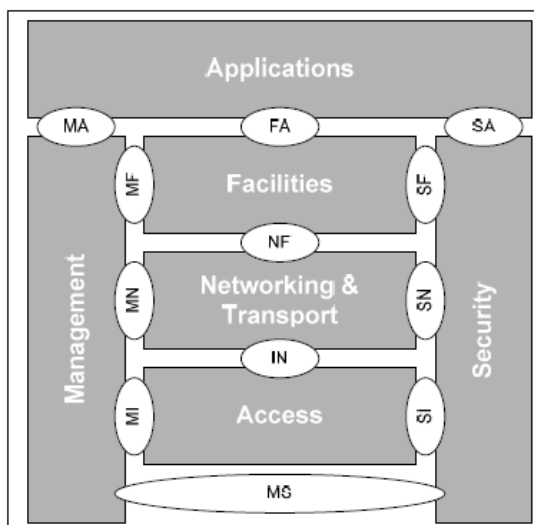 Applications
MA
FA
SA
MF
Facilities
SF
NF
Management
MN
Networking &
Transport
SN
Security
IN
MI
Access
SI
MS